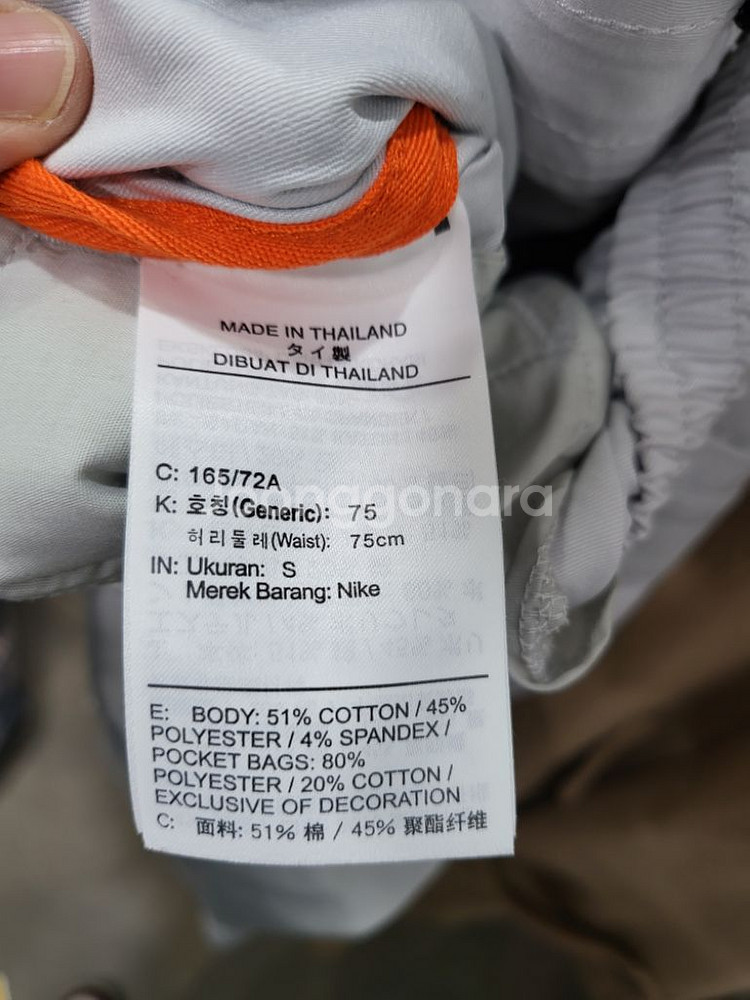 MADE IN THAILAND
タイ製
DIBUAT DI THAILAND
C: 165/72A
K: 호칭(Generic): 75
허리둘레(Waist): 75cm
IN: Ukuran: S
Merek Barang: Nike
E: BODY: 51% COTTON / 45%
POLYESTER / 4% SPANDEX /
POCKET BAGS: 80%
POLYESTER / 20% COTTON /
EXCLUSIVE OF DECORATION
C: 面料: 51% 棉 / 45% 聚酯纤维